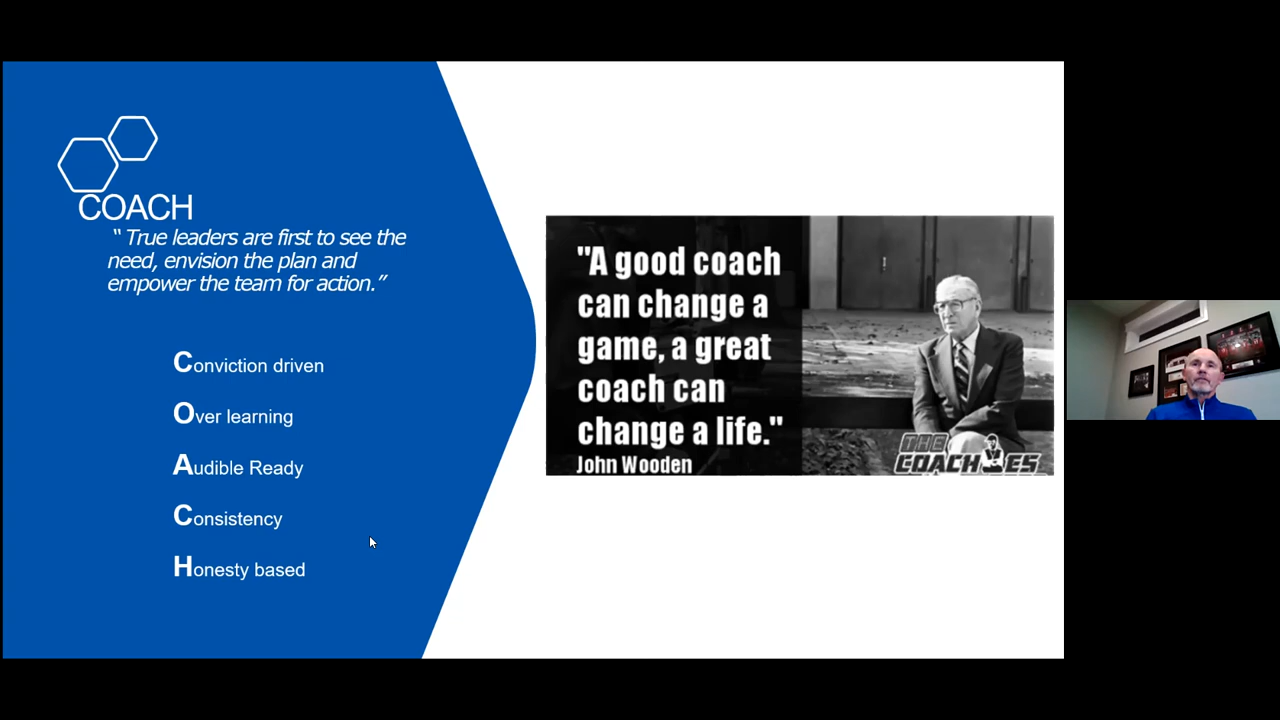 COACH
“ True leaders are first to see the
need, envision the plan and
empower the team for action.”
Conviction driven
Over learning
Audible Ready
Consistency
Honesty based
"A good coach
can change a
game, a great
coach can
change a life."
John Wooden
THE
COACH ES